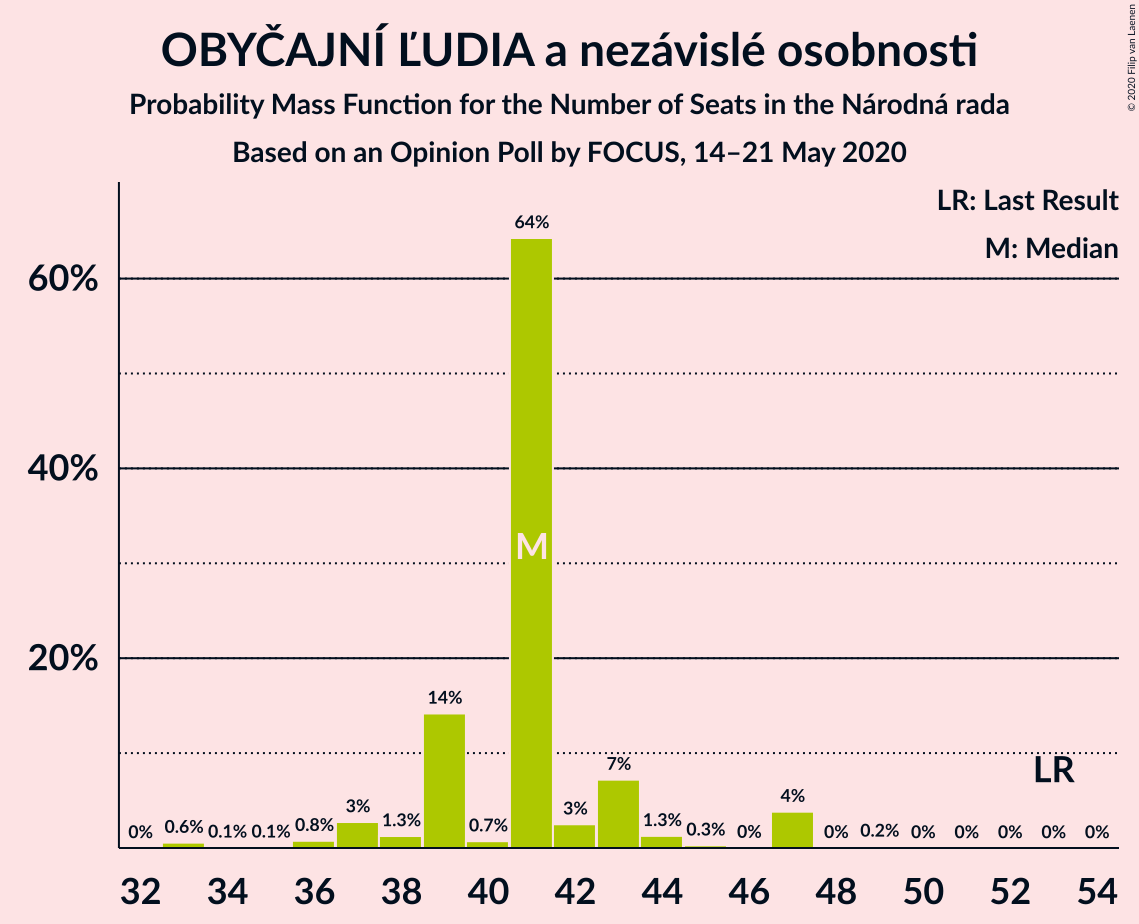 OBYČAJNÍ ĽUDIA a nezávislé osobnosti
Probability Mass Function for the Number of Seats in the Národná rada
Based on an Opinion Poll by FOCUS, 14–21 May 2020
© 2020 Filip van Laenen
LR: Last Result
M: Median
60%
40%
20%
0%
0.6%
0.1%
0.1%
0.8%
3%
1.3%
14%
0.7%
64%
M
3%
7%
1.3%
0.3%
0%
4%
0%
0.2%
0%
0%
0%
0%
LR
0%
32 34 36 38 40 42 44 46 48 50 52 54